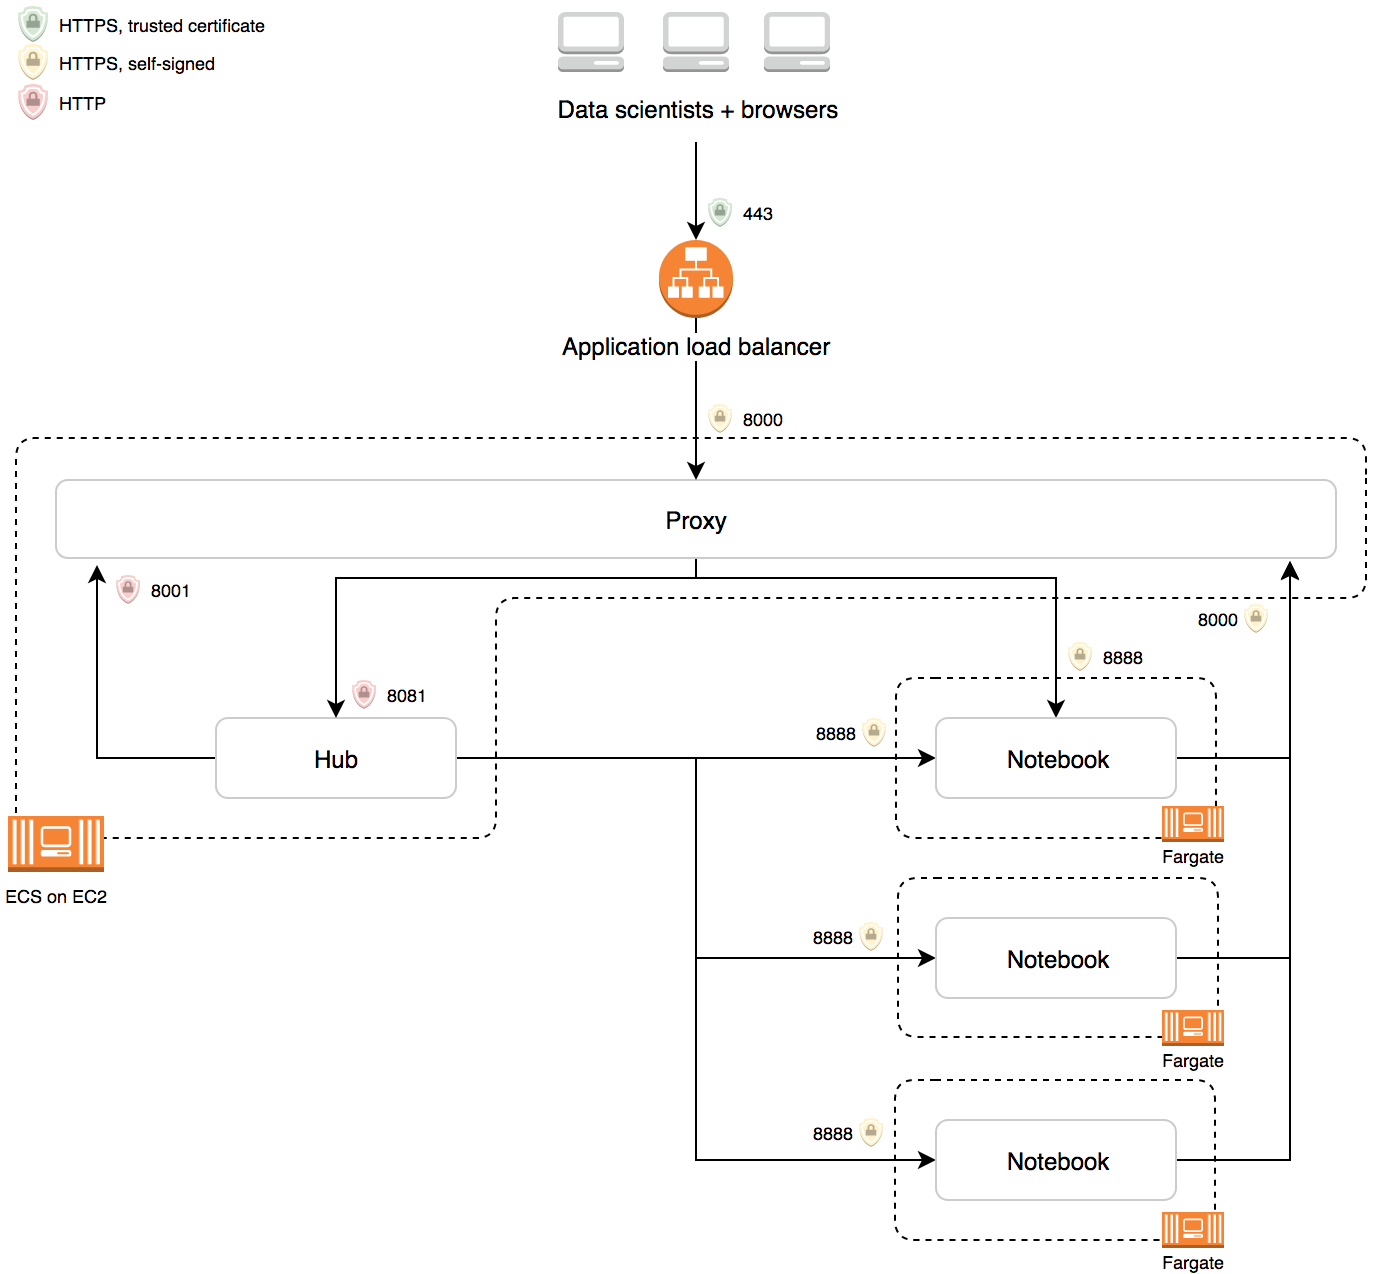 HTTPS, trusted certificate
HTTPS, self-signed
HTTP
Data scientists + browsers
443
Application load balancer
8000
Proxy
8001
8000
8888
8081
8888
Hub
Notebook
Fargate
ECS on EC2
8888
Notebook
Fargate
8888
Notebook
Fargate